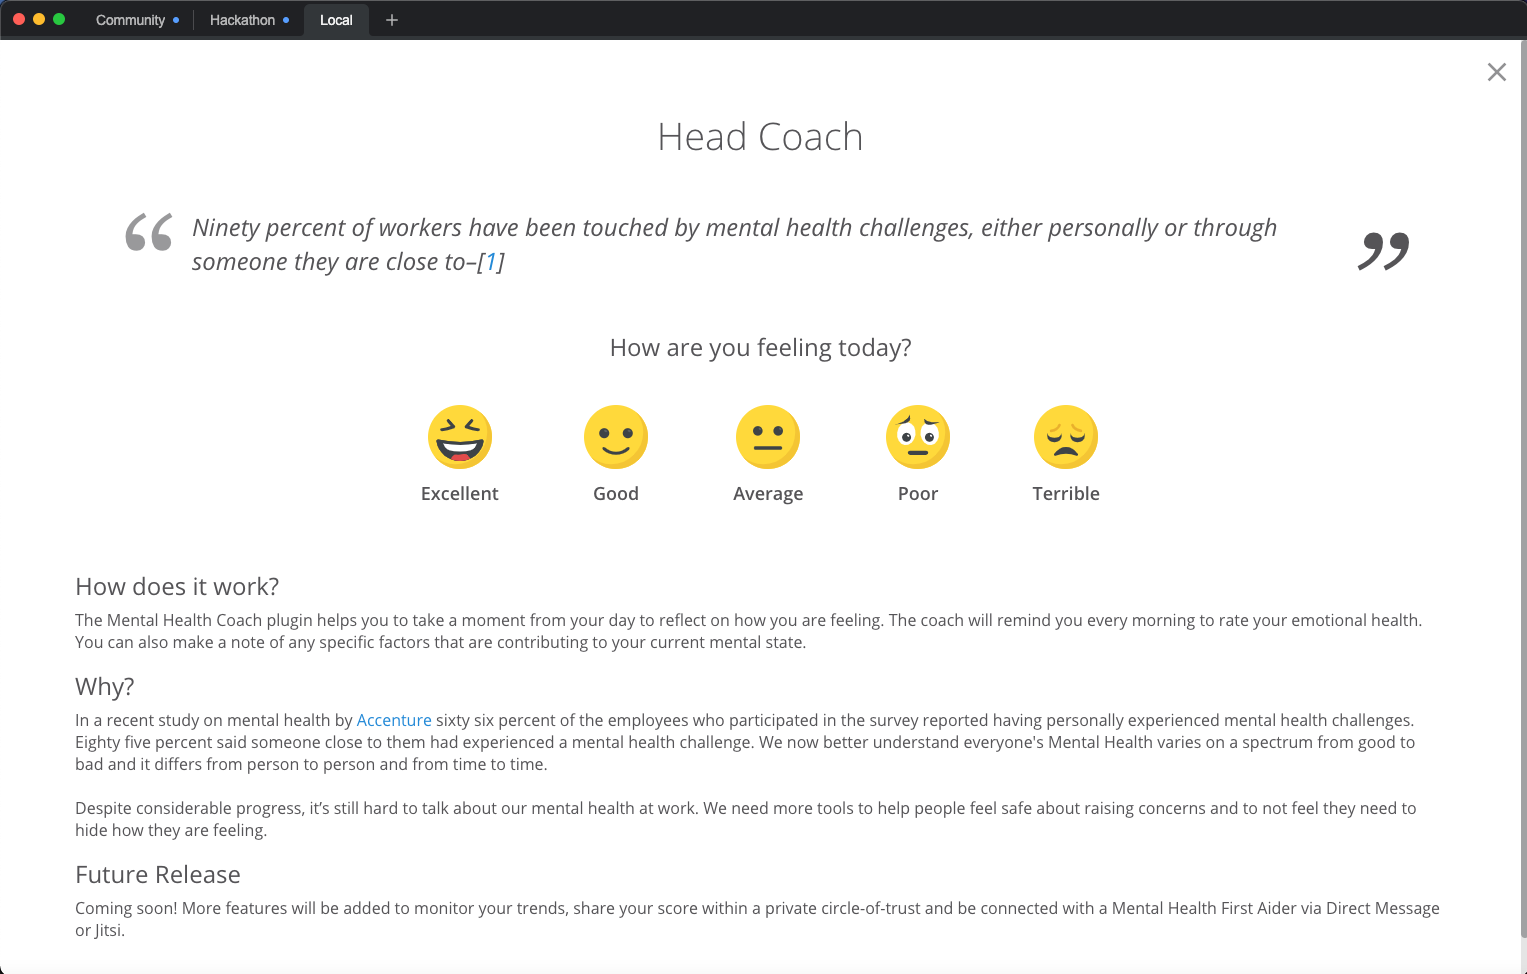 Community
Hackathon
Local
Head Coach
“Ninety percent of workers have been touched by mental health challenges, either personally or through
someone they are close to–[1]”
How are you feeling today?
Excellent
Good
Average
Poor
Terrible
How does it work?
The Mental Health Coach plugin helps you to take a moment from your day to reflect on how you are feeling. The coach will remind you every morning to rate your emotional health.
You can also make a note of any specific factors that are contributing to your current mental state.
Why?
In a recent study on mental health by Accenture sixty six percent of the employees who participated in the survey reported having personally experienced mental health challenges.
Eighty five percent said someone close to them had experienced a mental health challenge. We now better understand everyone's Mental Health varies on a spectrum from good to
bad and it differs from person to person and from time to time.
Despite considerable progress, it’s still hard to talk about our mental health at work. We need more tools to help people feel safe about raising concerns and to not feel they need to
hide how they are feeling.
Future Release
Coming soon! More features will be added to monitor your trends, share your score within a private circle-of-trust and be connected with a Mental Health First Aider via Direct Message
or Jitsi.